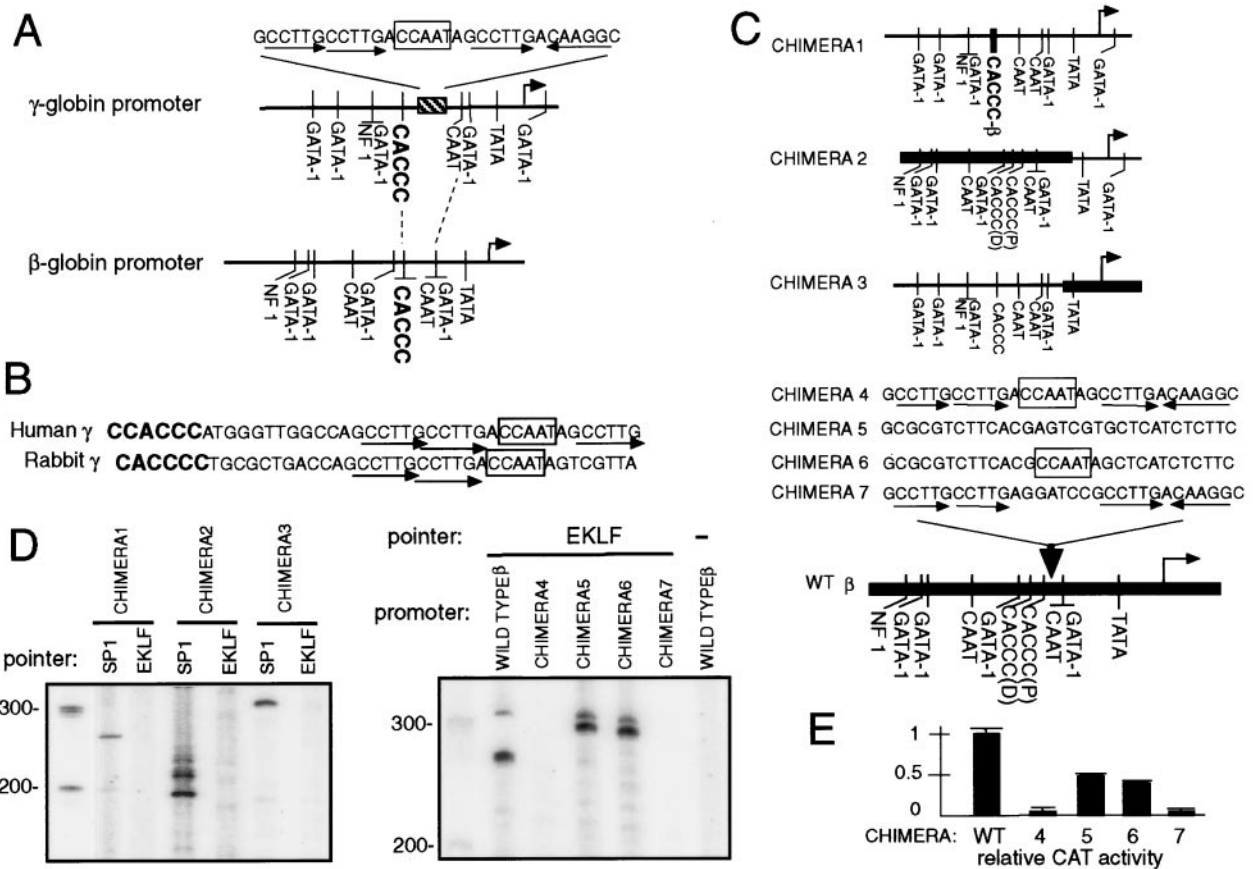 A
GCCTTGCCTTGACCAATAGCCTTGACAAGGC
γ-globin promoter
GATA-1
GATA-1
NF 1
GATA-1
CACCC
CAAT
GATA-1
TATA
GATA-1
β-globin promoter
NF 1
GATA-1
GATA-1
CAAT
GATA-1
CACCC
CAAT
GATA-1
TATA
B
Human γ CCACCCATGGGTTGGCCAGCCTTGCCTTGACCAATAGCCTTG
Rabbit γ CACCCCTGCGCTGACCAGCCTTGCCTTGACCAATAGTCGTTA
C
CHIMERA1
GATA-1
GATA-1
NF 1
GATA-1
CACCC-β
CAAT
CAAT
GATA-1
TATA
GATA-1
CHIMERA 2
NF 1
GATA-1
GATA-1
CAAT
GATA-1
CACCC(D)
CACCC(P)
CAAT
GATA-1
TATA
GATA-1
CHIMERA 3
GATA-1
GATA-1
NF 1
GATA-1
CACCC
CAAT
CAAT
GATA-1
TATA
CHIMERA 4 GCCTTGCCTTGACCAATAGCCTTGACAAGGC
CHIMERA 5 GCGCGTCTTCACGAGTCGTGCTCATCTCTTC
CHIMERA 6 GCGCGTCTTCACGCCAATAGCTCATCTCTTC
CHIMERA 7 GCCTTGCCTTGAGGATCCGCCTTGACAAGGC
WT β
NF 1
GATA-1
GATA-1
CAAT
GATA-1
CACCC(D)
CACCC(P)
CAAT
GATA-1
TATA
D
CHIMERA1
CHIMERA2
CHIMERA3
pointer:
SP1
EKLF
SP1
EKLF
SP1
EKLF
300-
200-
pointer: EKLF –
promoter:
WILD TYPEβ
CHIMERA4
CHIMERA5
CHIMERA6
CHIMERA7
WILD TYPEβ
300-
200-
E
1
0.5
0
CHIMERA: WT 4 5 6 7
relative CAT activity